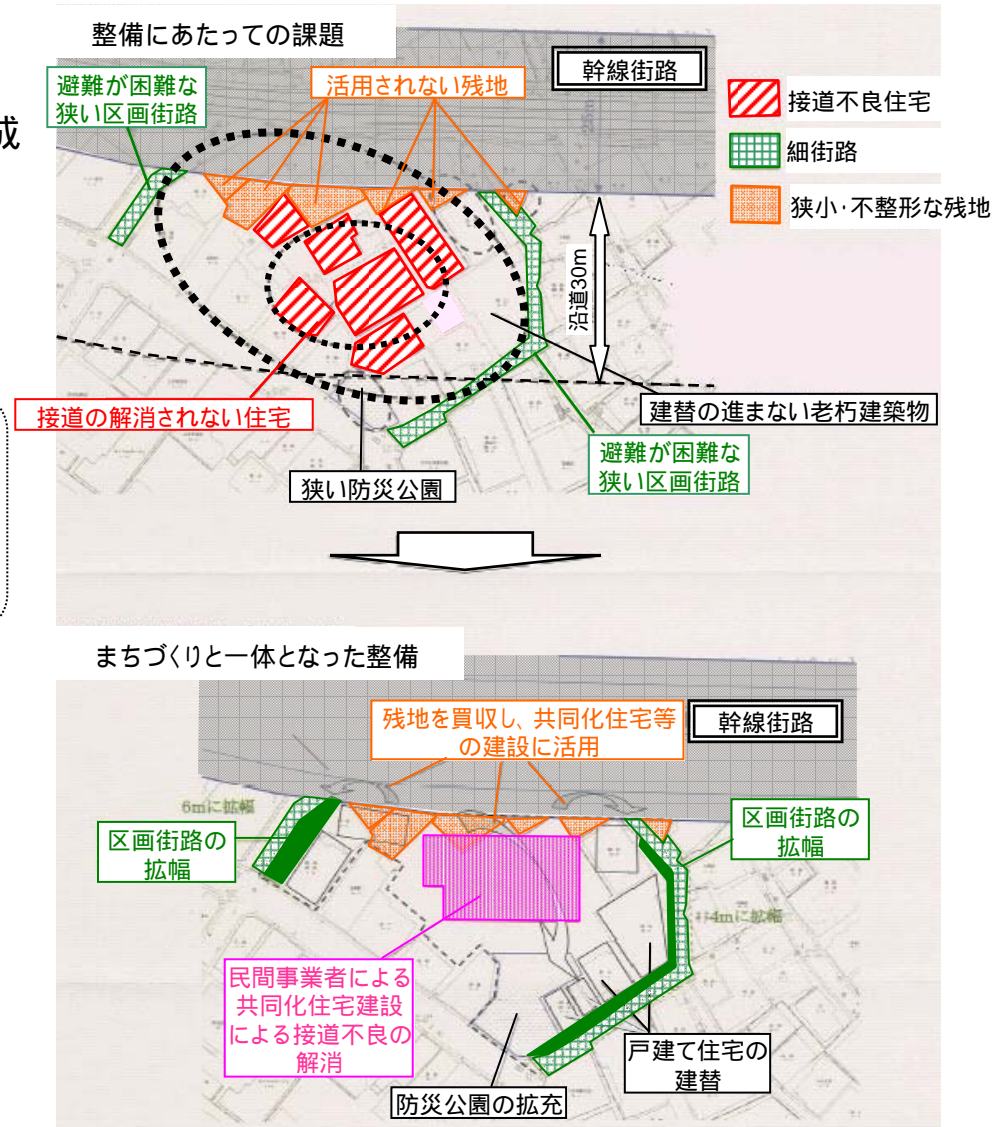 整備にあたっての課題
幹線街路
避難が困難な
狭い区画街路
活用されない残地
接道不良住宅
成
細街路
狭小・不整形な残地
25m
沿道30m
接道の解消されない住宅
建替の進まない老朽建築物
避難が困難な
狭い区画街路
狭い防災公園
まちづくりと一体となった整備
残地を買収し、共同化住宅等
の建設に活用
幹線街路
6mに拡幅
区画街路の
拡幅
区画街路の
拡幅
4mに拡幅
民間事業者による
共同化住宅建設
による接道不良の
解消
戸建て住宅の
建替
防災公園の拡充